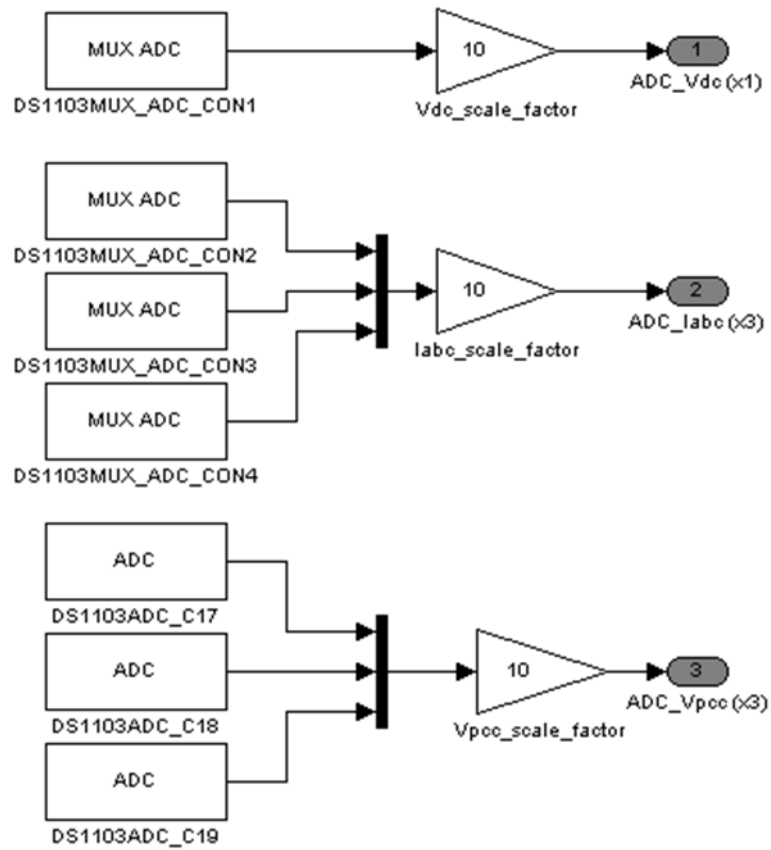 MUX ADC
DS1103MUX_ADC_CON1
10
Vdc_scale_factor
1
ADC_Vdc (x1)
MUX ADC
DS1103MUX_ADC_CON2
MUX ADC
DS1103MUX_ADC_CON3
MUX ADC
DS1103MUX_ADC_CON4
10
Iabc_scale_factor
2
ADC_Iabc (x3)
ADC
DS1103ADC_C17
ADC
DS1103ADC_C18
ADC
DS1103ADC_C19
10
Vpcc_scale_factor
3
ADC_Vpcc (x3)